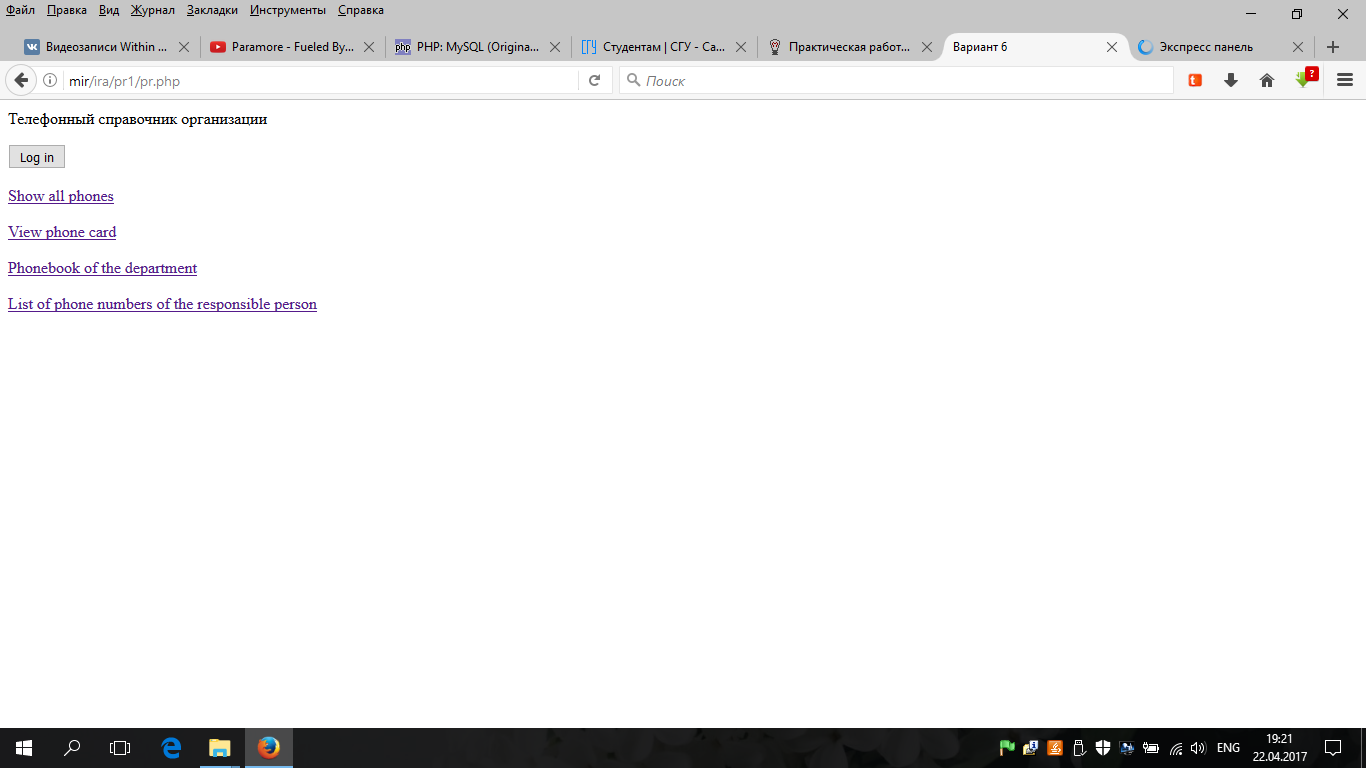 Файл Правка Вид Журнал Закладки Инструменты Справка
Видеозаписи Within ... Paramore - Fueled By... php PHP: MySQL (Origina... Студентам | СГУ - Са... Практическая работ... Вариант 6 Экспресс панель
mir/ira/pr1/pr.php Поиск t ?
Телефонный справочник организации
Log in
Show all phones
View phone card
Phonebook of the department
List of phone numbers of the responsible person
ENG 19:21
22.04.2017